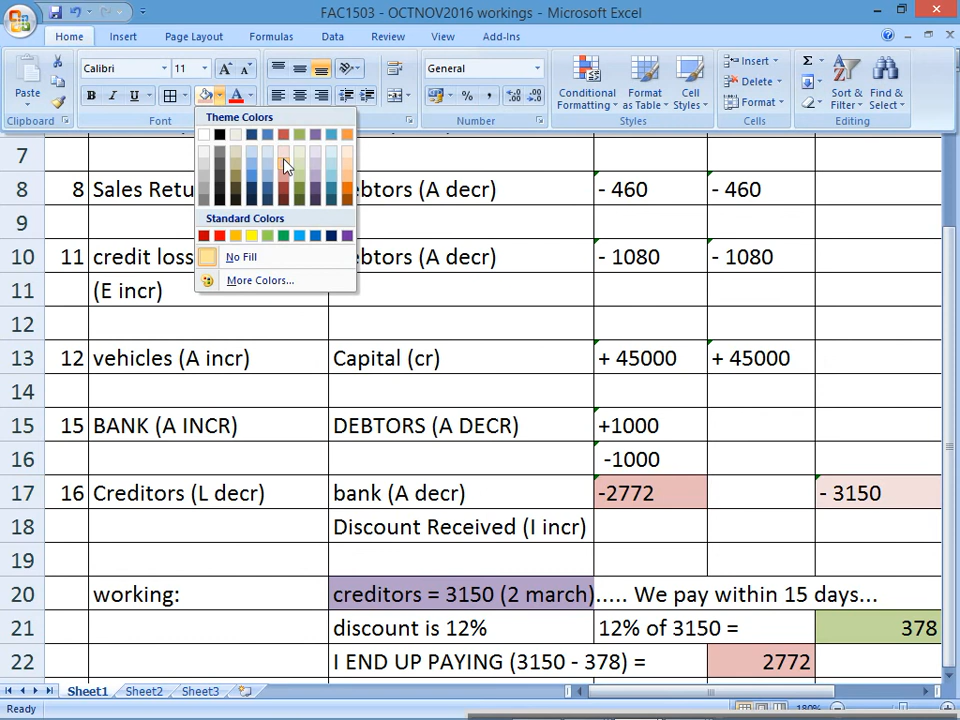 FAC1503 - OCTNOV2016 workings - Microsoft Excel
Home Insert Page Layout Formulas Data Review View Add-Ins
Paste
Clipboard
Calibri 11
B I U A
Font
General
% ,
Number
Conditional Formatting
Format as Table
Cell Styles
Styles
Insert
Delete
Format
Cells
Σ
Sort & Filter
Find & Select
Editing
Theme Colors
Standard Colors
No Fill
More Colors...
7
8 8 Sales Retu ebtors (A decr) - 460 - 460
9
10 11 credit loss ebtors (A decr) - 1080 - 1080
11 (E incr)
12
13 12 vehicles (A incr) Capital (cr) + 45000 + 45000
14
15 15 BANK (A INCR) DEBTORS (A DECR) +1000
16 -1000
17 16 Creditors (L decr) bank (A decr) -2772 - 3150
18 Discount Received (I incr)
19
20 working: creditors = 3150 (2 march)..... We pay within 15 days...
21 discount is 12% 12% of 3150 = 378
22 I END UP PAYING (3150 - 378) = 2772
Sheet1 Sheet2 Sheet3
Ready 180%